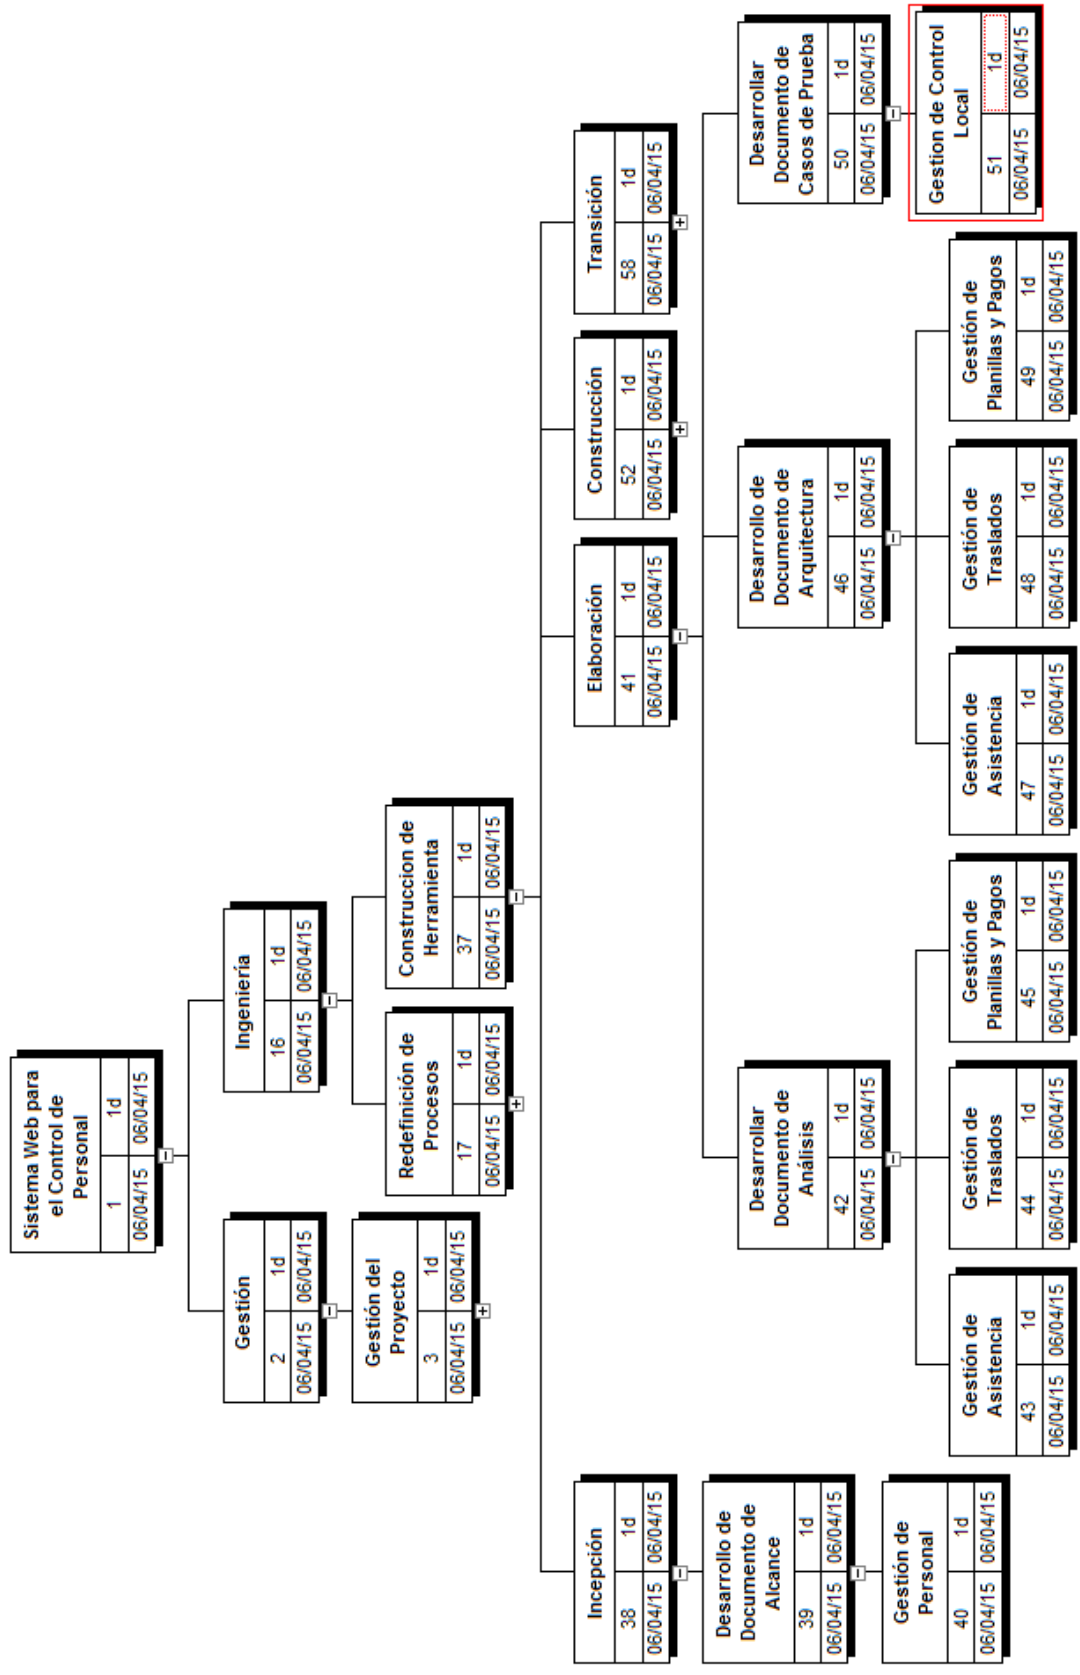 Sistema Web para
el Control de
Personal
1 1d
06/04/15 06/04/15
Gestión
2 1d
06/04/15 06/04/15
Ingeniería
16 1d
06/04/15 06/04/15
Gestión del
Proyecto
3 1d
06/04/15 06/04/15
Redefinición de
Procesos
17 1d
06/04/15 06/04/15
Construccion de
Herramienta
37 1d
06/04/15 06/04/15
Incepción
38 1d
06/04/15 06/04/15
Elaboración
41 1d
06/04/15 06/04/15
Construcción
52 1d
06/04/15 06/04/15
Transición
58 1d
06/04/15 06/04/15
Desarrollo de
Documento de
Alcance
39 1d
06/04/15 06/04/15
Desarrollar
Documento de
Análisis
42 1d
06/04/15 06/04/15
Desarrollo de
Documento de
Arquitectura
46 1d
06/04/15 06/04/15
Desarrollar
Documento de
Casos de Prueba
50 1d
06/04/15 06/04/15
Gestión de
Personal
40 1d
06/04/15 06/04/15
Gestión de
Asistencia
43 1d
06/04/15 06/04/15
Gestión de
Traslados
44 1d
06/04/15 06/04/15
Gestión de
Planillas y Pagos
45 1d
06/04/15 06/04/15
Gestión de
Asistencia
47 1d
06/04/15 06/04/15
Gestión de
Traslados
48 1d
06/04/15 06/04/15
Gestión de
Planillas y Pagos
49 1d
06/04/15 06/04/15
Gestion de Control
Local
51 1d
06/04/15 06/04/15